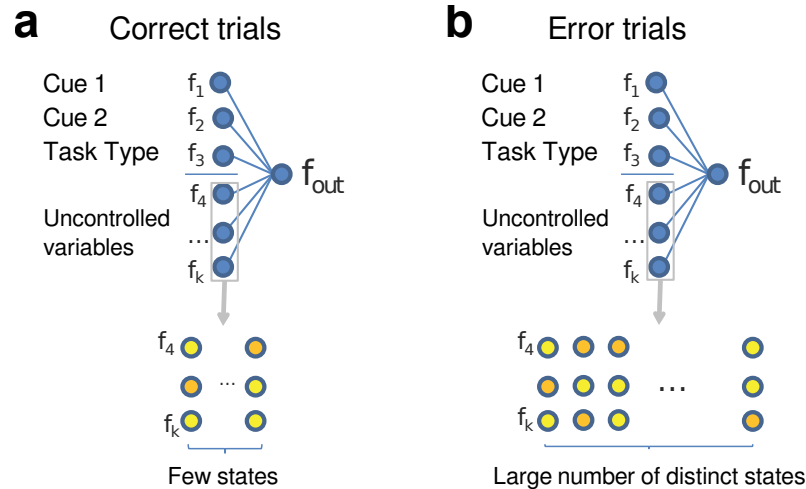 a Correct trials
Cue 1 f1
Cue 2 f2
Task Type f3
fout
f4
Uncontrolled
variables
...
fk
f4
...
fk
Few states
b Error trials
Cue 1 f1
Cue 2 f2
Task Type f3
fout
f4
Uncontrolled
variables
...
fk
f4
...
fk
Large number of distinct states